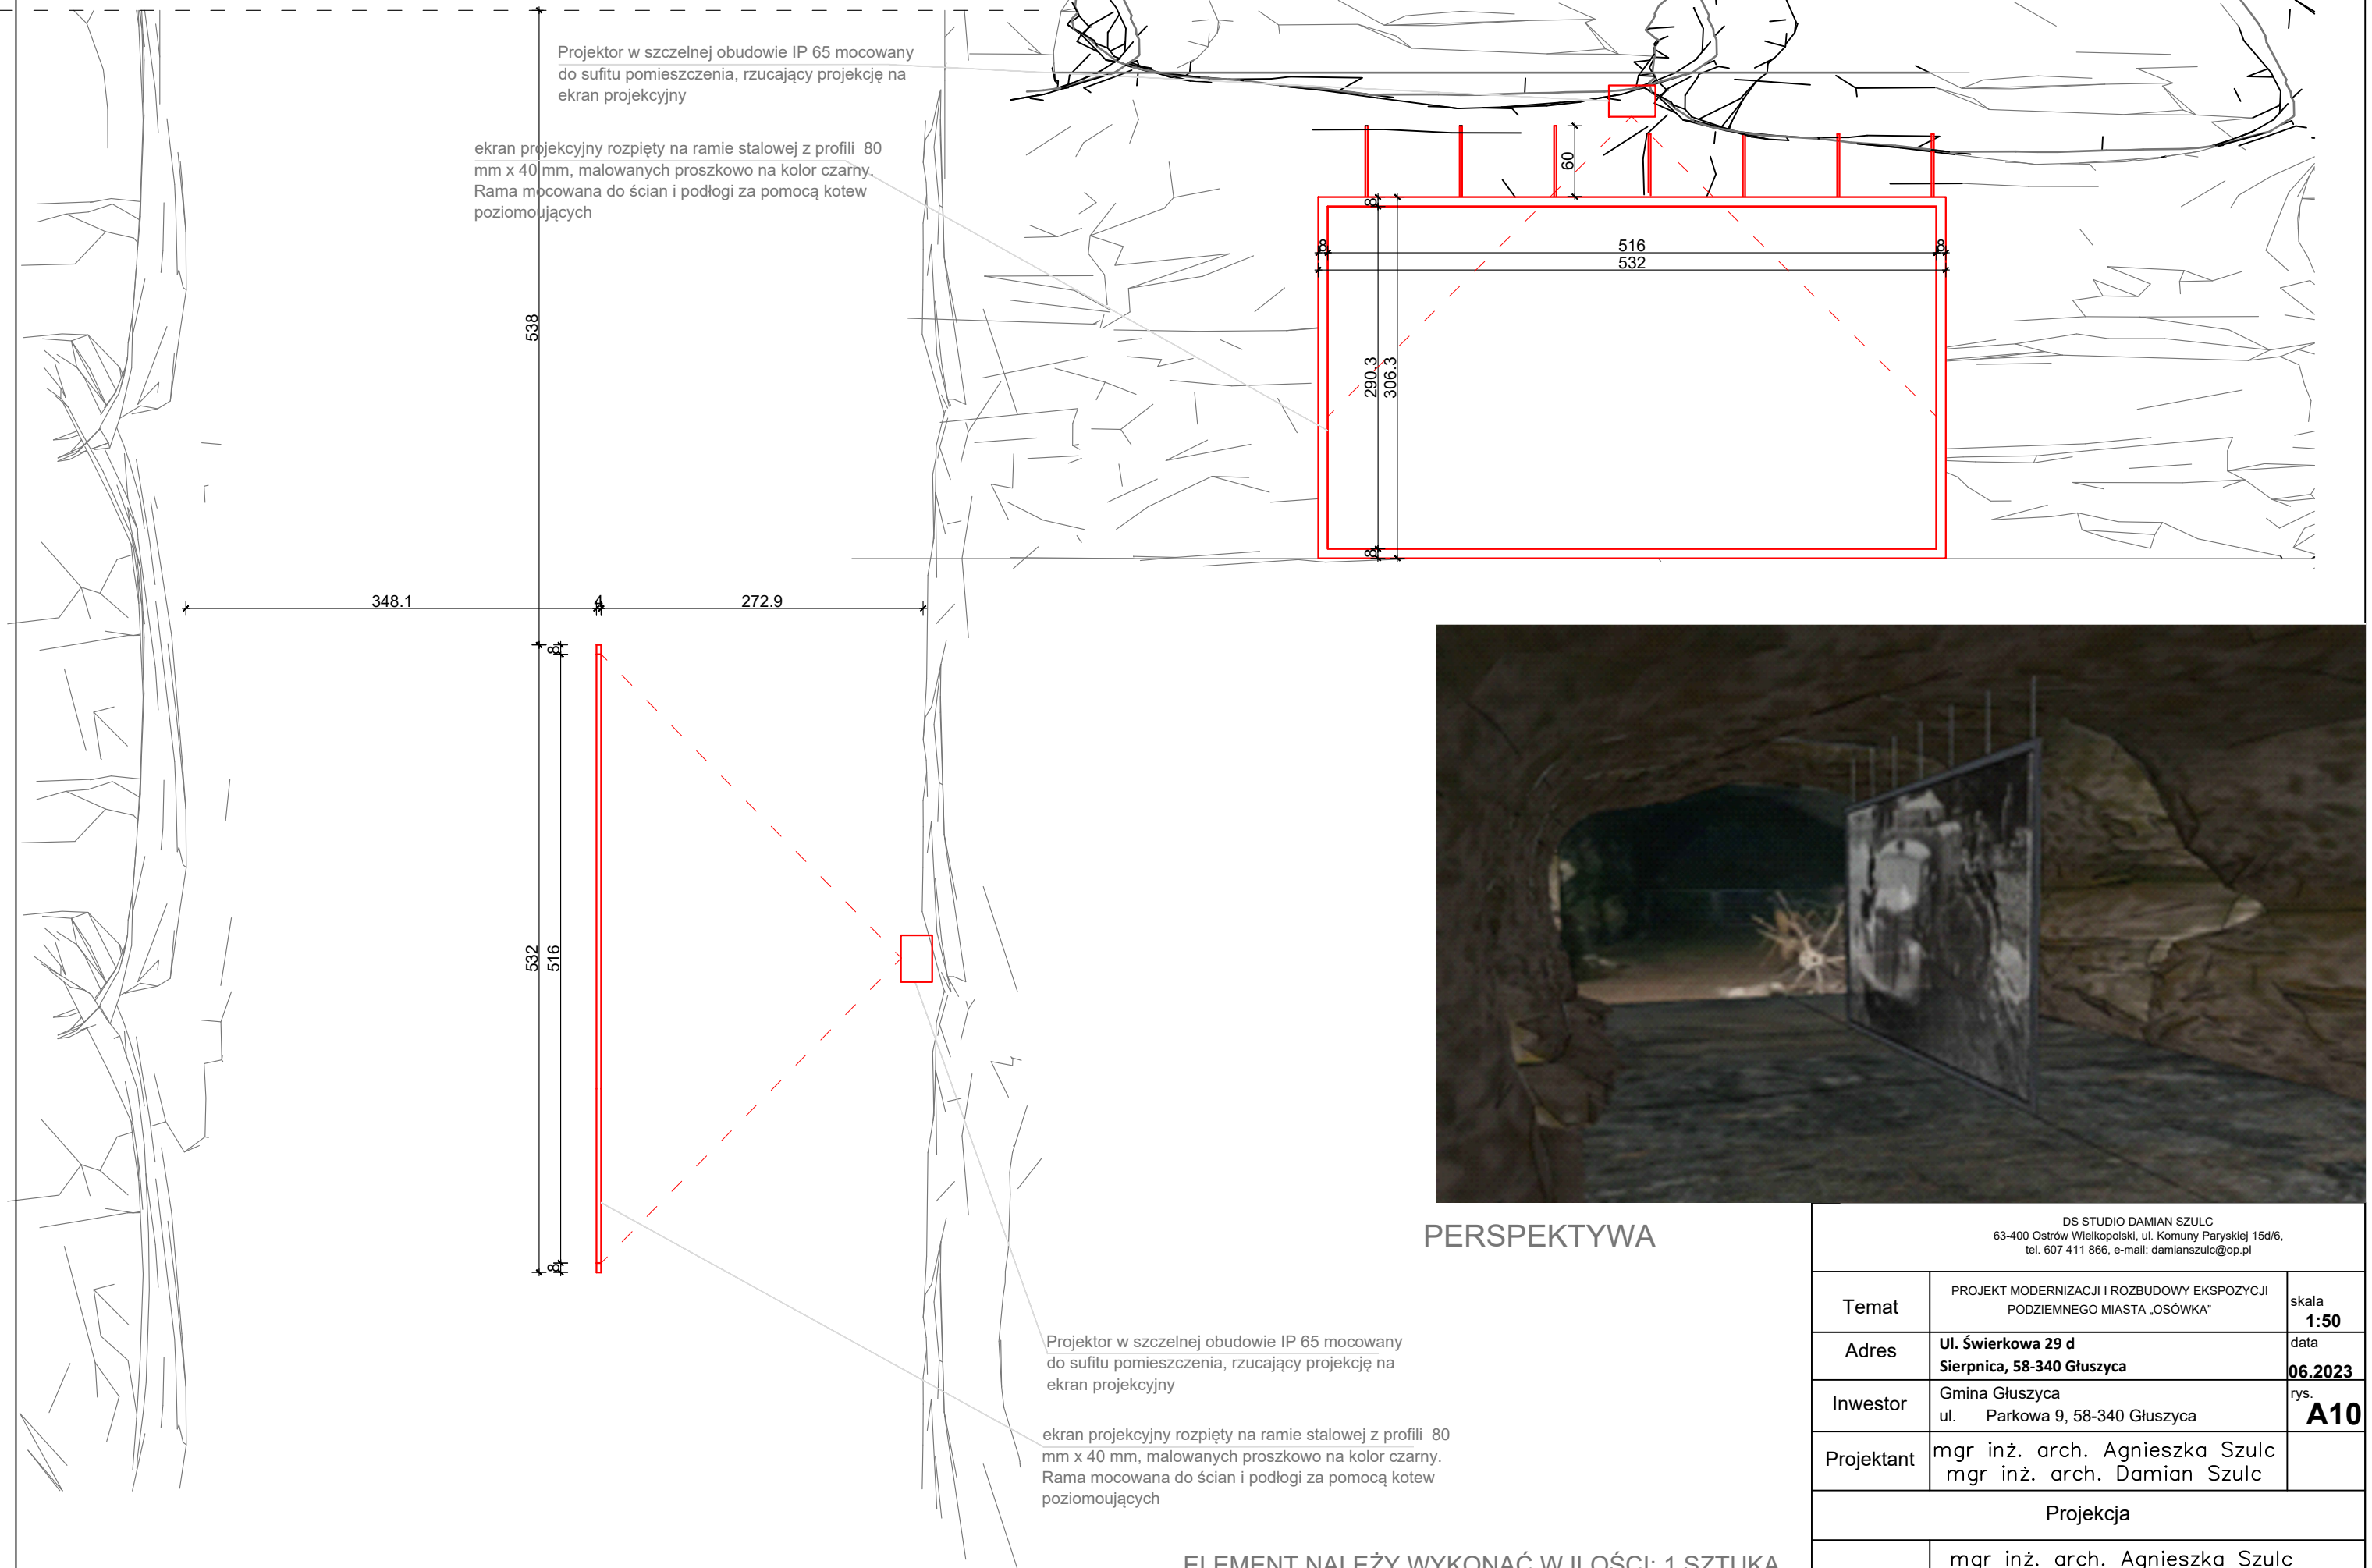 Projektor w szczelnej obudowie IP 65 mocowany
do sufitu pomieszczenia, rzucający projekcję na
ekran projekcyjny
ekran projekcyjny rozpięty na ramie stalowej z profili 80
mm x 40 mm, malowanych proszkowo na kolor czarny.
Rama mocowana do ścian i podłogi za pomocą kotew
poziomoujących
60
8
8
516
8
532
538
290.3
306.3
8
348.1
4
272.9
8
532
516
8
PERSPEKTYWA
Projektor w szczelnej obudowie IP 65 mocowany
do sufitu pomieszczenia, rzucający projekcję na
ekran projekcyjny
ekran projekcyjny rozpięty na ramie stalowej z profili 80
mm x 40 mm, malowanych proszkowo na kolor czarny.
Rama mocowana do ścian i podłogi za pomocą kotew
poziomoujących
ELEMENT NALEŻY WYKONAĆ W ILOŚCI: 1 SZTUKA
DS STUDIO DAMIAN SZULC
63-400 Ostrów Wielkopolski, ul. Komuny Paryskiej 15d/6,
tel. 607 411 866, e-mail: damianszulc@op.pl
Temat
PROJEKT MODERNIZACJI I ROZBUDOWY EKSPOZYCJI
PODZIEMNEGO MIASTA „OSÓWKA”
skala
1:50
Adres
Ul. Świerkowa 29 d
Sierpnica, 58-340 Głuszyca
data
06.2023
Inwestor
Gmina Głuszyca
ul. Parkowa 9, 58-340 Głuszyca
rys.
A10
Projektant
mgr inż. arch. Agnieszka Szulc
mgr inż. arch. Damian Szulc
Projekcja
mgr inż. arch. Agnieszka Szulc